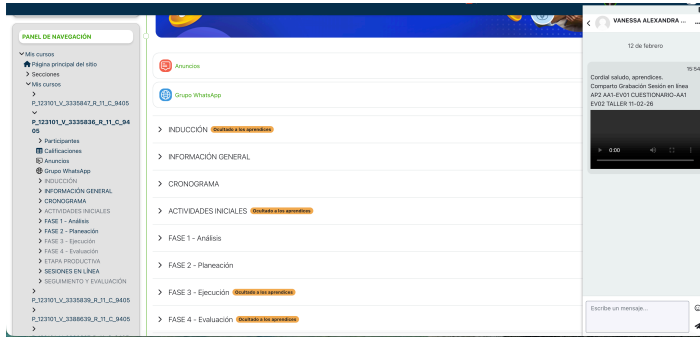 PANEL DE NAVEGACIÓN
Mis cursos
Página principal del sitio
Secciones
Mis cursos
P_123101_V_3335847_R_11_C_9405
P_123101_V_3335836_R_11_C_94
05
Participantes
Calificaciones
Anuncios
Grupo WhatsApp
INDUCCIÓN
INFORMACIÓN GENERAL
CRONOGRAMA
ACTIVIDADES INICIALES
FASE 1 - Análisis
FASE 2 - Planeación
FASE 3 - Ejecución
FASE 4 - Evaluación
ETAPA PRODUCTIVA
SESIONES EN LÍNEA
SEGUIMIENTO Y EVALUACIÓN
P_123101_V_3335839_R_11_C_9405
P_123101_V_3388639_R_11_C_9405
Anuncios
Grupo WhatsApp
INDUCCIÓN Ocultado a los aprendices
INFORMACIÓN GENERAL
CRONOGRAMA
ACTIVIDADES INICIALES Ocultado a los aprendices
FASE 1 - Análisis
FASE 2 - Planeación
FASE 3 - Ejecución Ocultado a los aprendices
FASE 4 - Evaluación Ocultado a los aprendices
VANESSA ALEXANDRA ...
12 de febrero
15:54
Cordial saludo, aprendices.
Comparto Grabación Sesión en línea
AP2 AA1-EV01 CUESTIONARIO-AA1
EV02 TALLER 11-02-26
0:00
Escribe un mensaje...